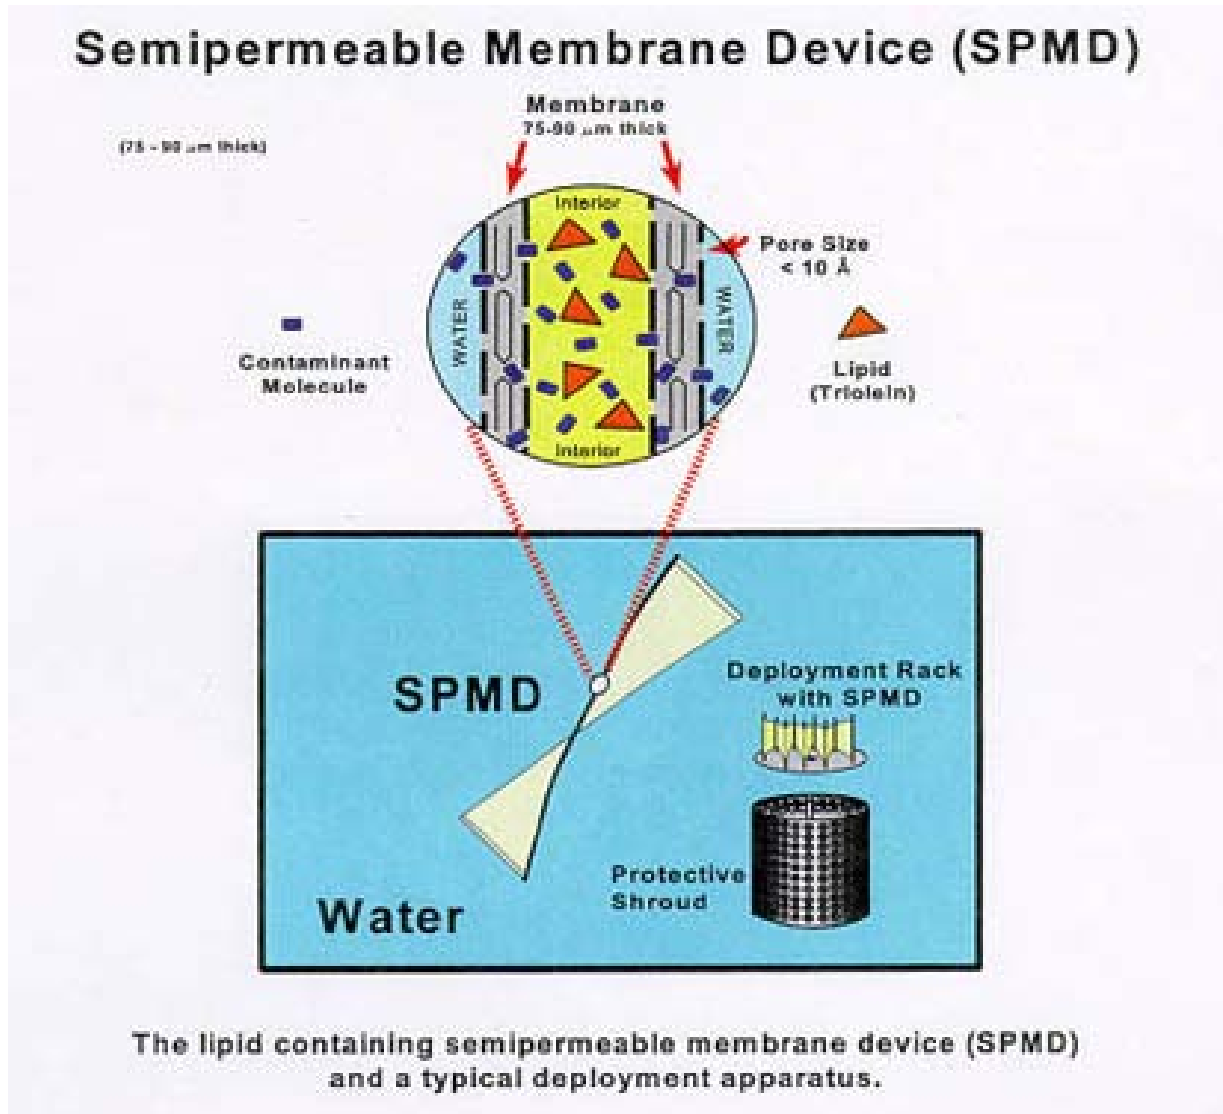 Semipermeable Membrane Device (SPMD)
Membrane
75-90 µm thick
(75 - 90 µm thick)
Interior
Pore Size
< 10 Å
WATER
WATER
Contaminant
Molecule
Lipid
(Triolein)
Interior
SPMD
Deployment Rack
with SPMD
Protective
Shroud
Water
The lipid containing semipermeable membrane device (SPMD)
and a typical deployment apparatus.